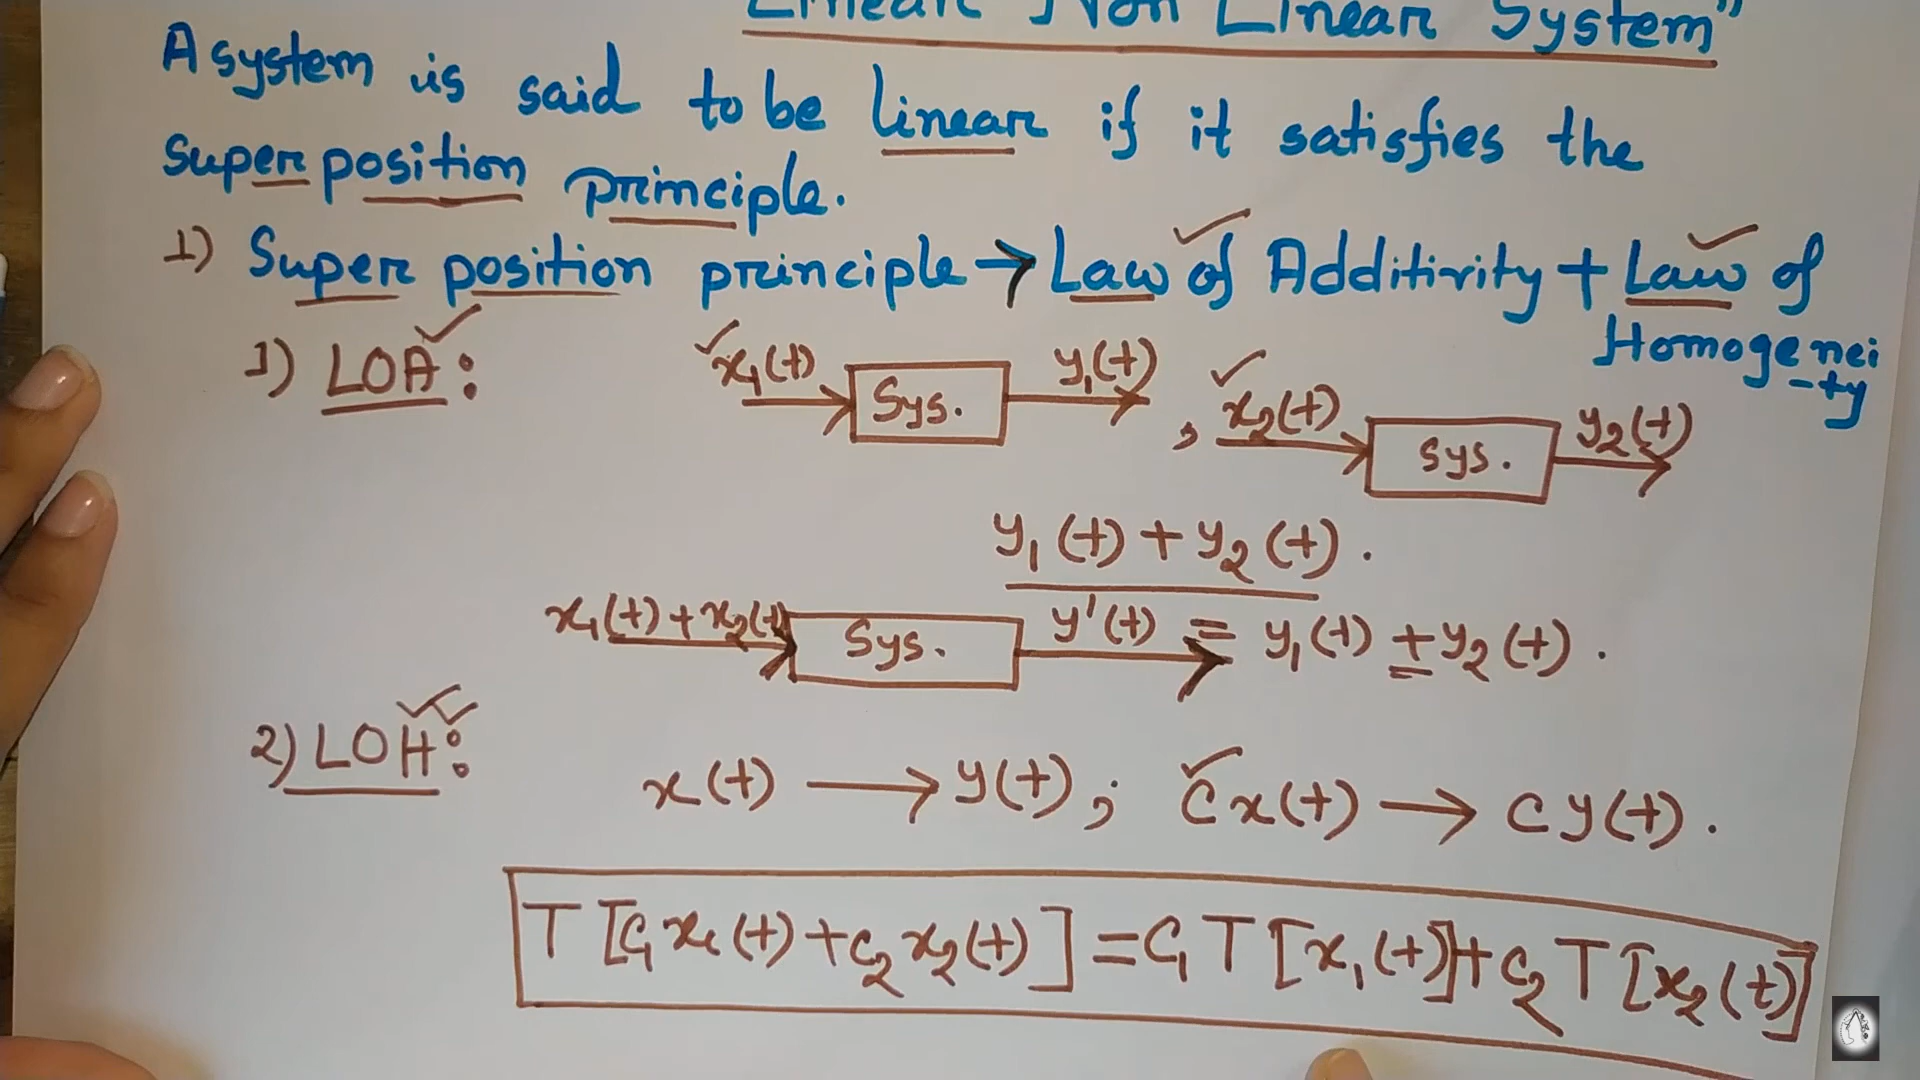 Linear Non Linear System"
A system is said to be linear if it satisfies the
Super position principle.
1) Super position principle → Law of Additivity + Law of
Homogenei
-ty
1) LOA: x₁(t) Sys. y₁(t) , x₂(t) Sys. y₂(t)
y₁(t) + y₂(t).
x₁(t) + x₂(t) Sys. y'(t) = y₁(t) + y₂(t).
2) LOH:
x(t) → y(t); Cx(t) → Cy(t).
T[C₁x₁(t) + C₂x₂(t)] = C₁T[x₁(t)] + C₂T[x₂(t)]